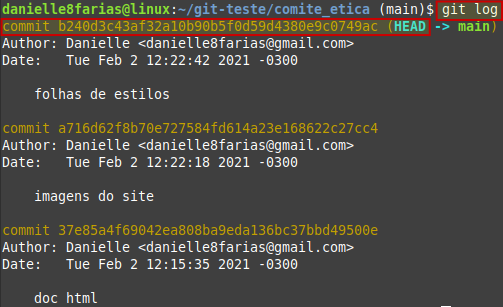 danielle8farias@linux:~/git-teste/comite_etica (main)$ git log
commit b240d3c43af32a10b90b5f0d59d4380e9c0749ac (HEAD -> main)
Author: Danielle <danielle8farias@gmail.com>
Date:   Tue Feb 2 12:22:42 2021 -0300
folhas de estilos
commit a716d62f8b70e727584fd614a23e168622c27cc4
Author: Danielle <danielle8farias@gmail.com>
Date:   Tue Feb 2 12:22:18 2021 -0300
imagens do site
commit 37e85a4f69042ea808ba9eda136bc37bbd49500e
Author: Danielle <danielle8farias@gmail.com>
Date:   Tue Feb 2 12:15:35 2021 -0300
doc html